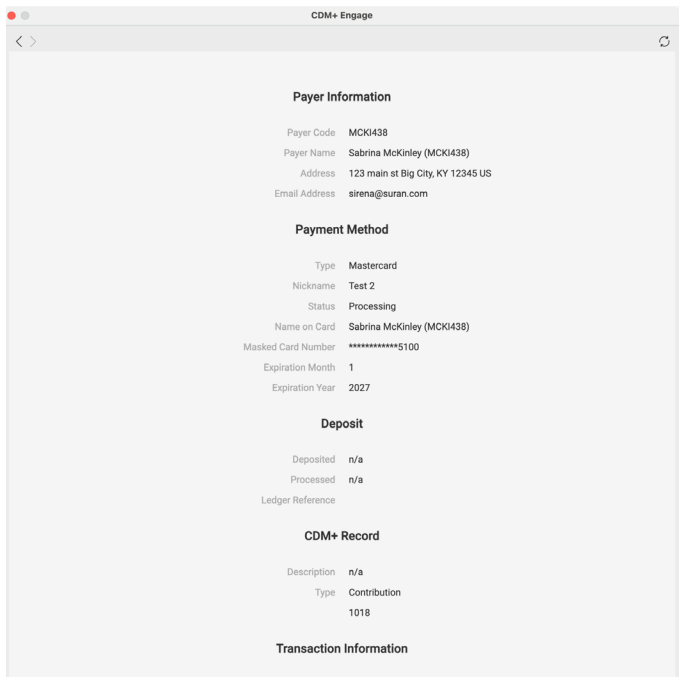 CDM+ Engage
Payer Information
Payer Code MCKI438
Payer Name Sabrina McKinley (MCKI438)
Address 123 main st Big City, KY 12345 US
Email Address sirena@suran.com
Payment Method
Type Mastercard
Nickname Test 2
Status Processing
Name on Card Sabrina McKinley (MCKI438)
Masked Card Number ************5100
Expiration Month 1
Expiration Year 2027
Deposit
Deposited n/a
Processed n/a
Ledger Reference
CDM+ Record
Description n/a
Type Contribution
1018
Transaction Information